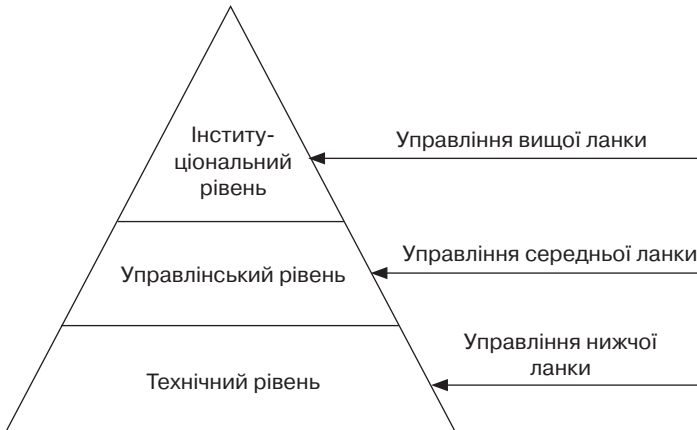 Інститу-
ціональний
рівень
Управління вищої ланки
Управлінський рівень
Управління середньої ланки
Технічний рівень
Управління нижчої
ланки